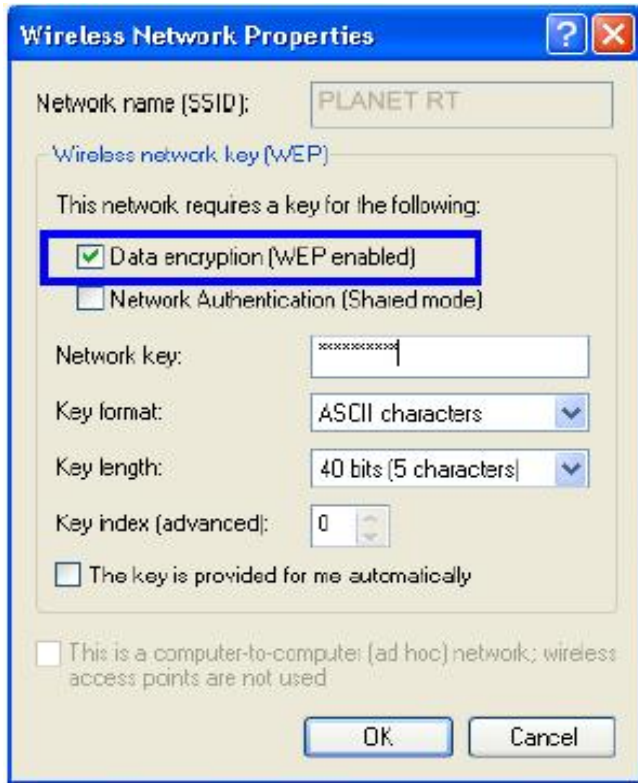 Wireless Network Properties
Network name (SSID): PLANET RT
Wireless network key (WEP)
This network requires a key for the following:
Data encryption (WEP enabled)
Network Authentication (Shared mode)
Network key: **********
Key format: ASCII characters
Key length: 40 bits (5 characters)
Key index (advanced): 0
The key is provided for me automatically
This is a computer-to-computer (ad hoc) network; wireless
access points are not used
OK Cancel